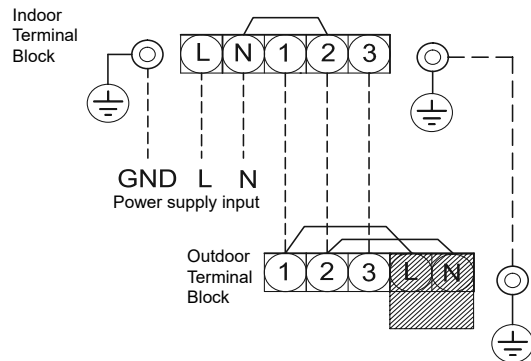 Indoor
Terminal
Block
L N 1 2 3
GND L N
Power supply input
Outdoor
Terminal
Block
1 2 3 L N